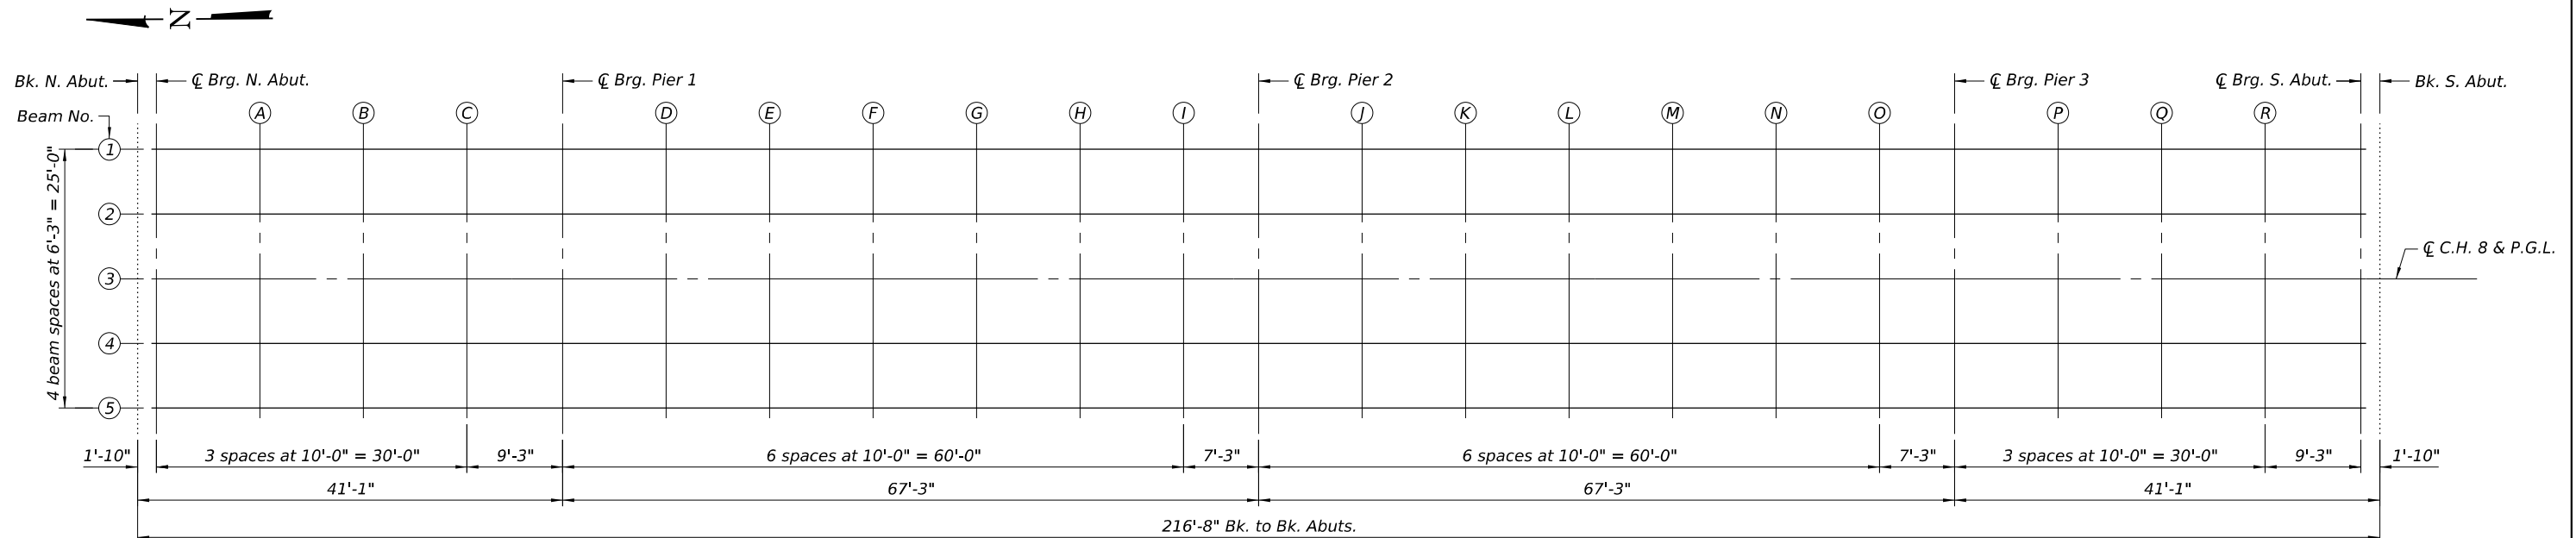 N
Bk. N. Abut.
℄ Brg. N. Abut.
℄ Brg. Pier 1
℄ Brg. Pier 2
℄ Brg. Pier 3
℄ Brg. S. Abut.
Bk. S. Abut.
Beam No.
A B C D E F G H I J K L M N O P Q R
1
2
3
4
5
4 beam spaces at 6'-3" = 25'-0"
℄ C.H. 8 & P.G.L.
1'-10" 3 spaces at 10'-0" = 30'-0" 9'-3" 6 spaces at 10'-0" = 60'-0" 7'-3" 6 spaces at 10'-0" = 60'-0" 7'-3" 3 spaces at 10'-0" = 30'-0" 9'-3" 1'-10"
41'-1" 67'-3" 67'-3" 41'-1"
216'-8" Bk. to Bk. Abuts.